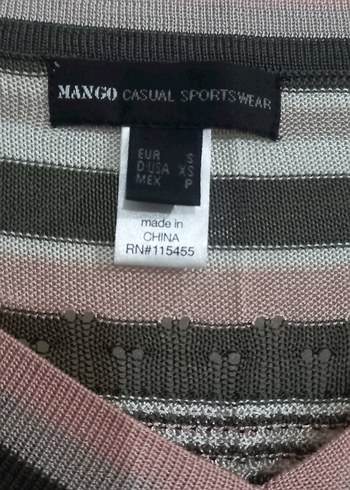 MANGO CASUAL SPORTSWEAR
EUR S
D USA XS
MEX P
made in
CHINA
RN#115455